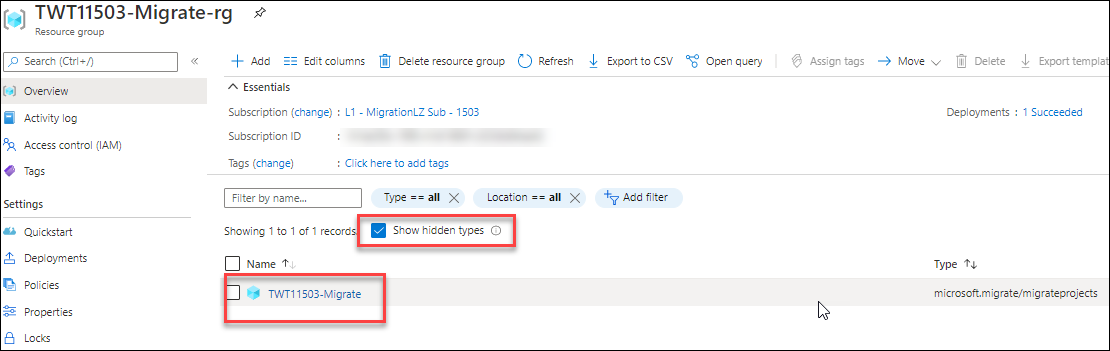 TWT11503-Migrate-rg
Resource group
Search (Ctrl+/)
«
Add
Edit columns
Delete resource group
Refresh
Export to CSV
Open query
Assign tags
Move
Delete
Export templat
Overview
Activity log
Access control (IAM)
Tags
Settings
Quickstart
Deployments
Policies
Properties
Locks
Essentials
Subscription (change) : L1 - MigrationLZ Sub - 1503
Deployments : 1 Succeeded
Subscription ID :
Tags (change) : Click here to add tags
Filter by name...
Type == all
Location == all
Add filter
Showing 1 to 1 of 1 records.
Show hidden types
Name
Type
TWT11503-Migrate
microsoft.migrate/migrateprojects